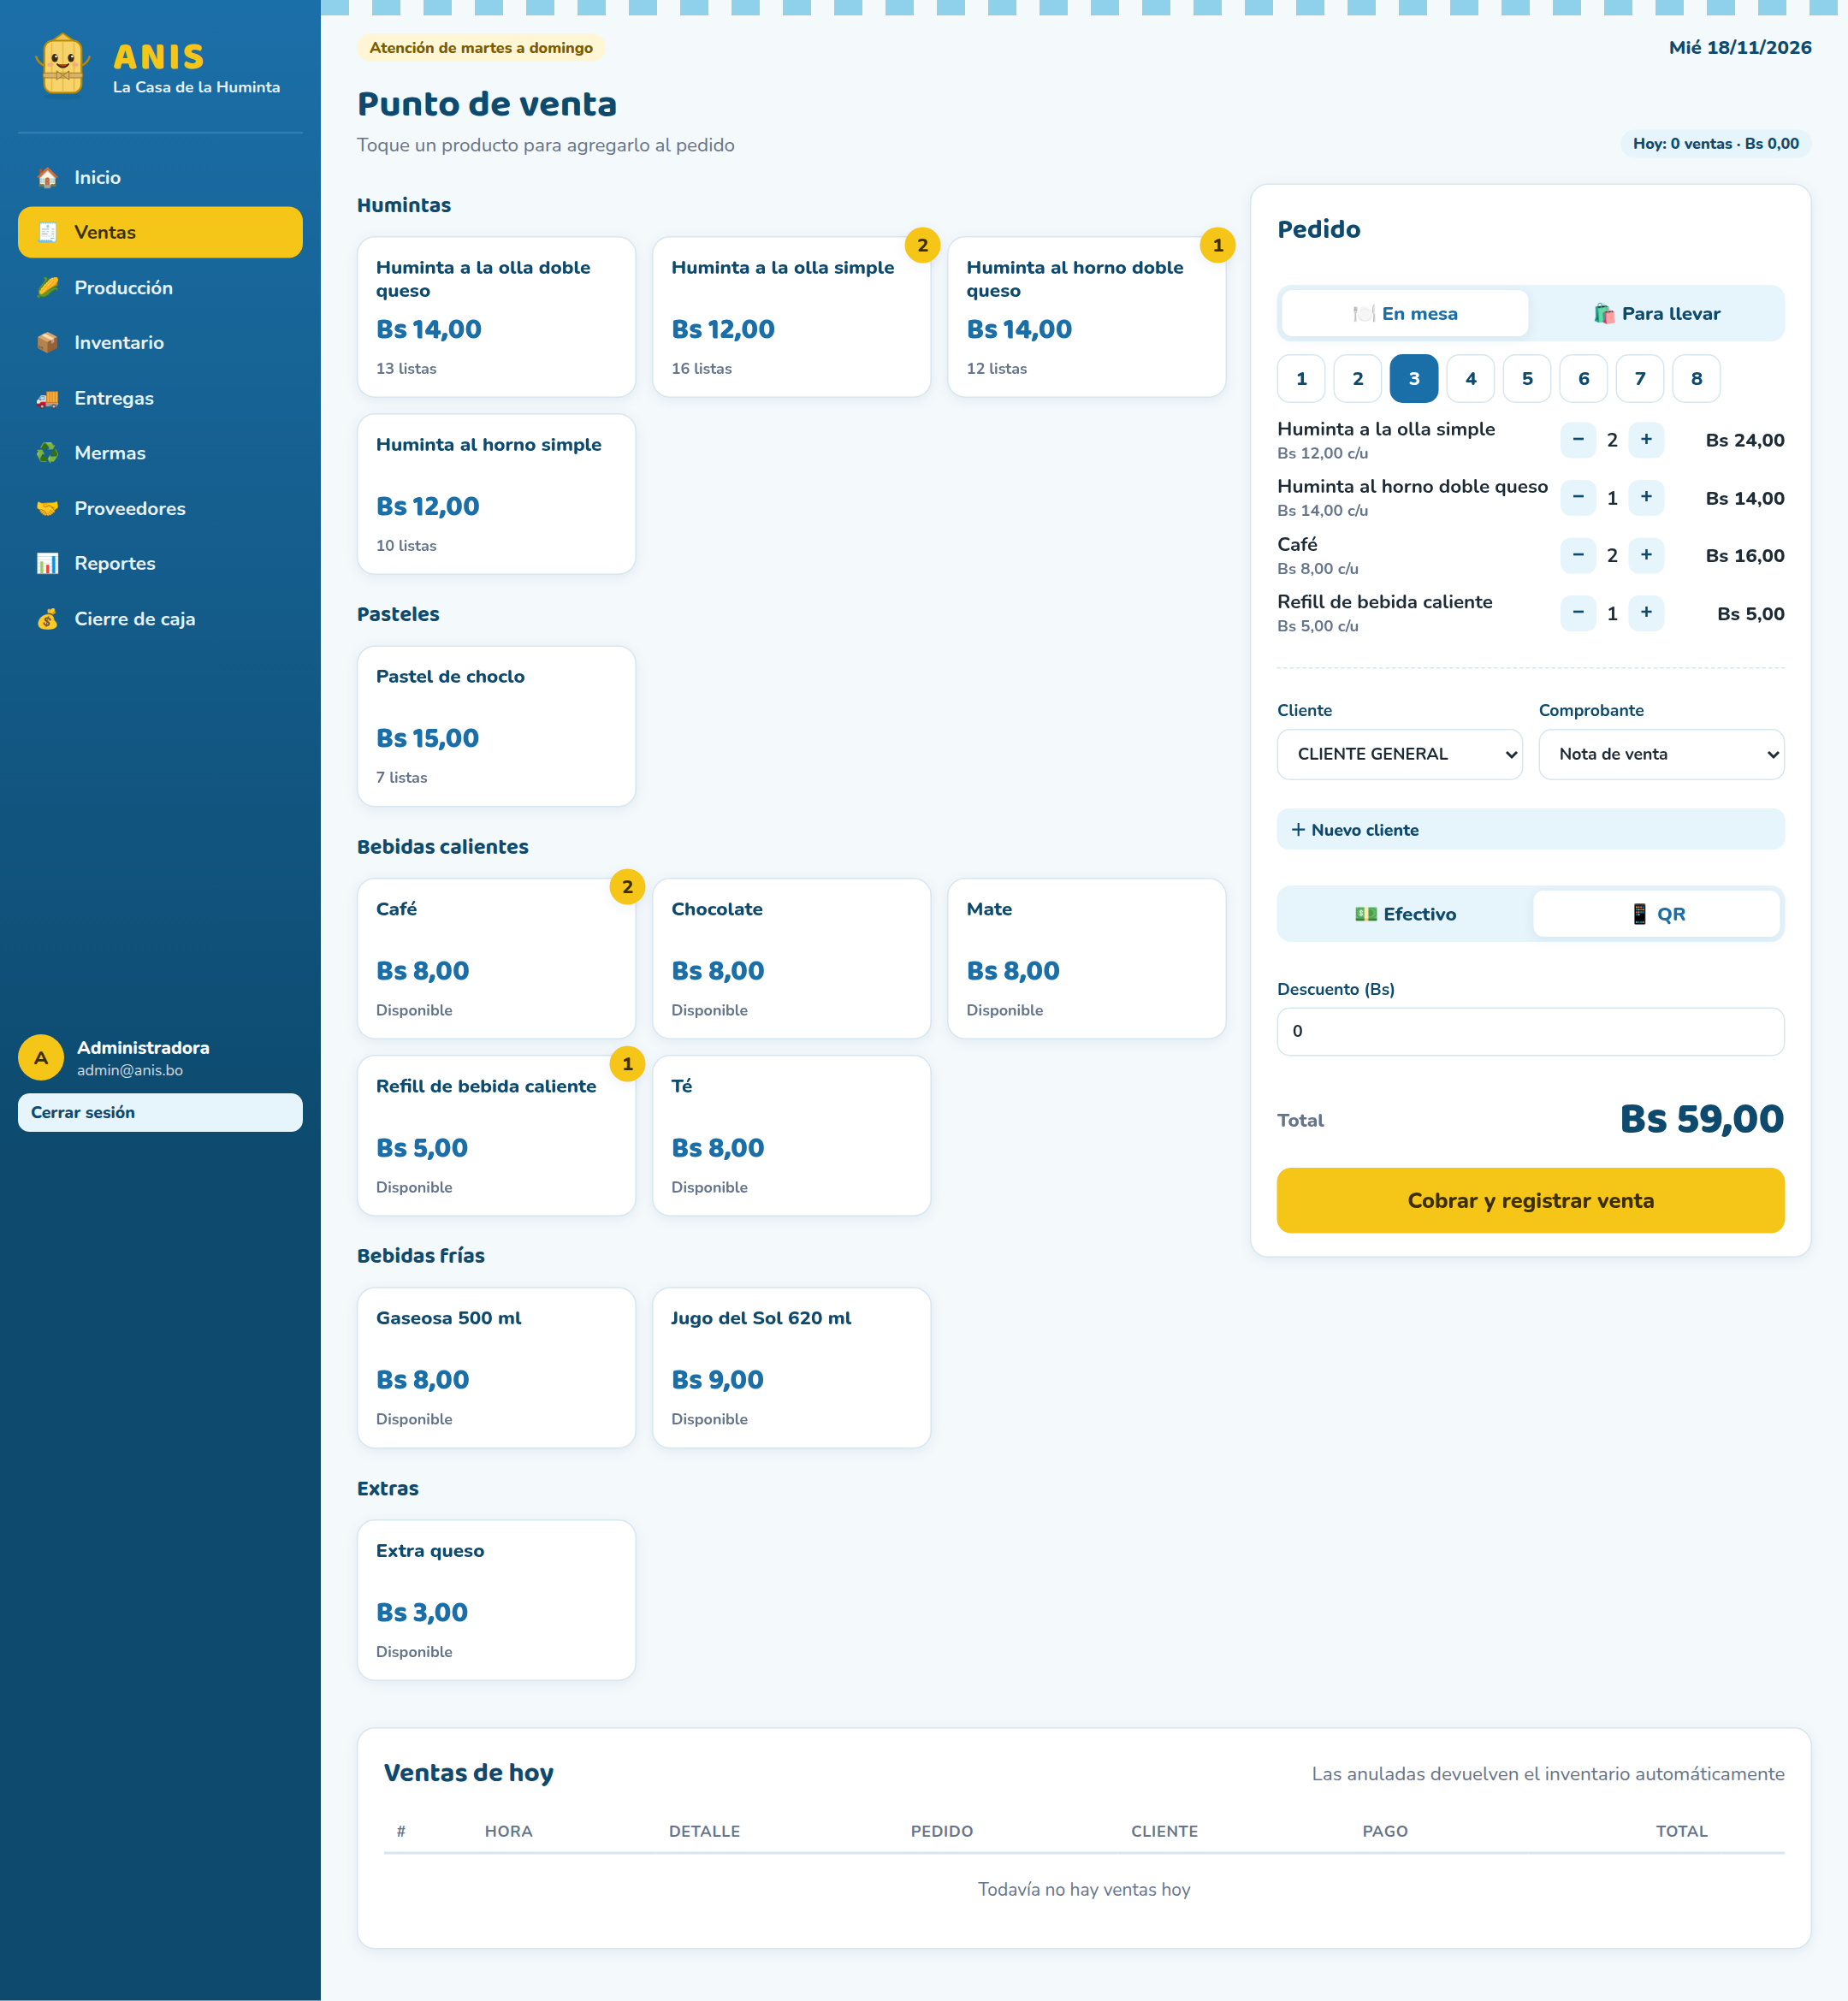 ANIS
La Casa de la Huminta
🏠 Inicio
🧾 Ventas
🌽 Producción
📦 Inventario
🚚 Entregas
♻️ Mermas
🤝 Proveedores
📊 Reportes
💰 Cierre de caja
A
Administradora
admin@anis.bo
Cerrar sesión
Atención de martes a domingo
Mié 18/11/2026
Punto de venta
Toque un producto para agregarlo al pedido
Hoy: 0 ventas · Bs 0,00
Humintas
Huminta a la olla doble
queso
Bs 14,00
13 listas
2
Huminta a la olla simple
Bs 12,00
16 listas
1
Huminta al horno doble
queso
Bs 14,00
12 listas
Huminta al horno simple
Bs 12,00
10 listas
Pasteles
Pastel de choclo
Bs 15,00
7 listas
Bebidas calientes
2
Café
Bs 8,00
Disponible
Chocolate
Bs 8,00
Disponible
Mate
Bs 8,00
Disponible
1
Refill de bebida caliente
Bs 5,00
Disponible
Té
Bs 8,00
Disponible
Bebidas frías
Gaseosa 500 ml
Bs 8,00
Disponible
Jugo del Sol 620 ml
Bs 9,00
Disponible
Extras
Extra queso
Bs 3,00
Disponible
Pedido
🍽️ En mesa 🛍️ Para llevar
1 2 3 4 5 6 7 8
Huminta a la olla simple
Bs 12,00 c/u
− 2 + Bs 24,00
Huminta al horno doble queso
Bs 14,00 c/u
− 1 + Bs 14,00
Café
Bs 8,00 c/u
− 2 + Bs 16,00
Refill de bebida caliente
Bs 5,00 c/u
− 1 + Bs 5,00
Cliente
CLIENTE GENERAL
Comprobante
Nota de venta
＋ Nuevo cliente
💵 Efectivo 📱 QR
Descuento (Bs)
0
Total Bs 59,00
Cobrar y registrar venta
Ventas de hoy
Las anuladas devuelven el inventario automáticamente
# HORA DETALLE PEDIDO CLIENTE PAGO TOTAL
Todavía no hay ventas hoy